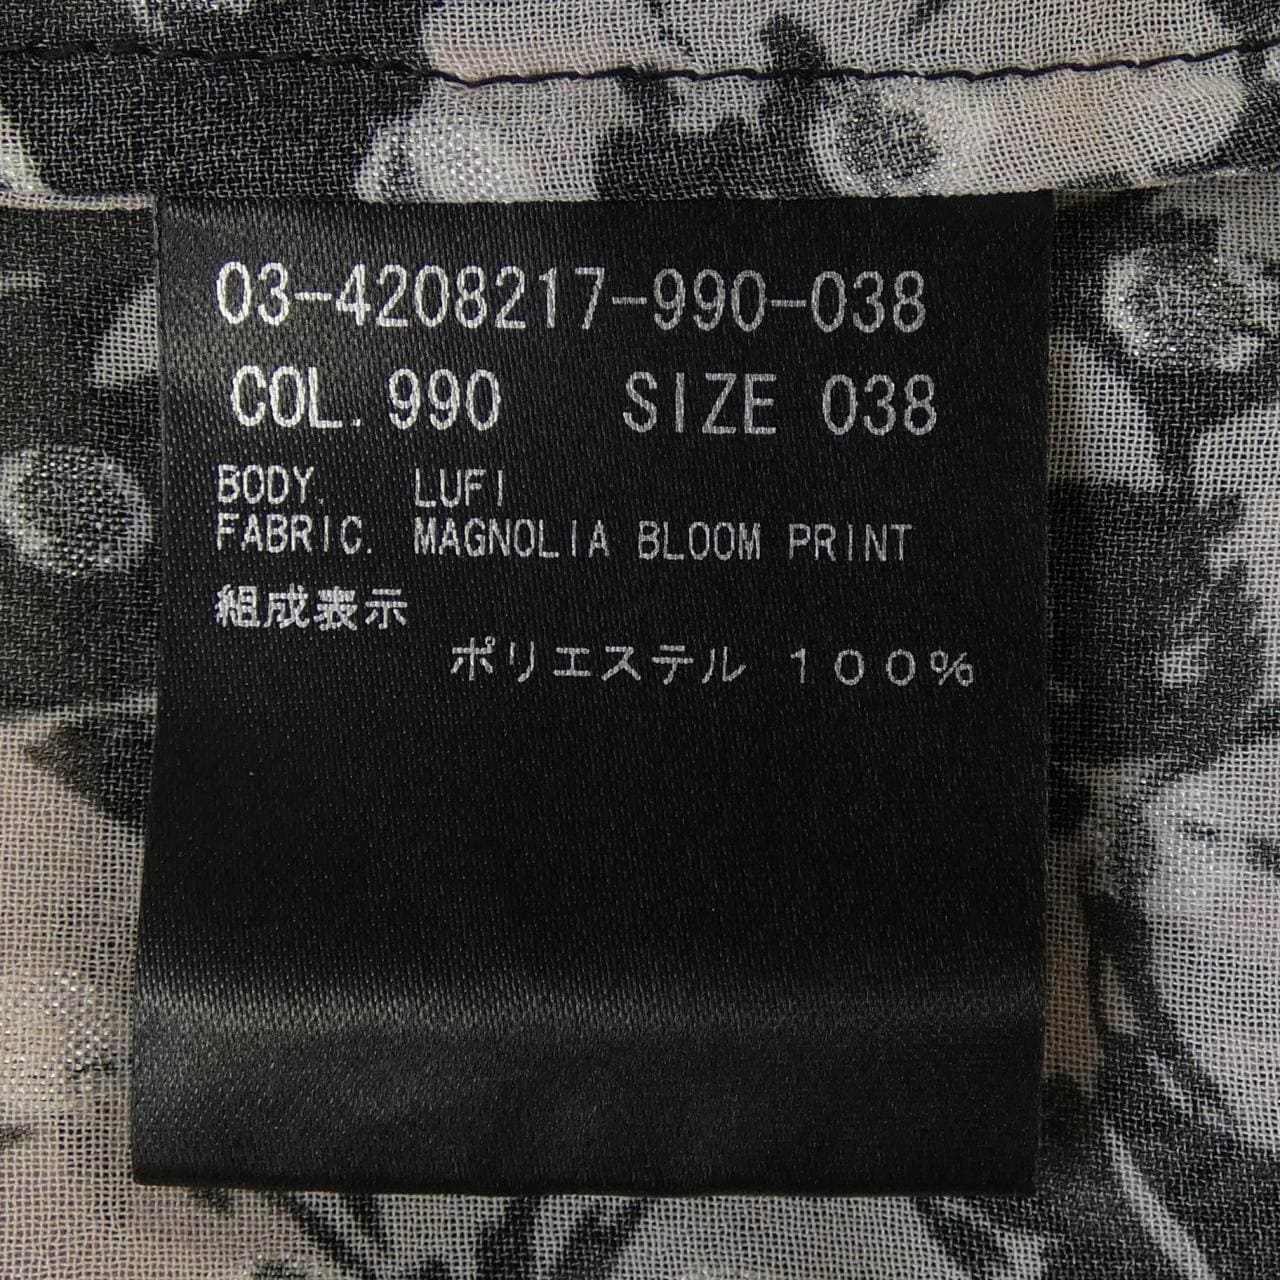 03-4208217-990-038
COL. 990 SIZE 038
BODY. LUFI
FABRIC. MAGNOLIA BLOOM PRINT
組成表示
ポリエステル １００％